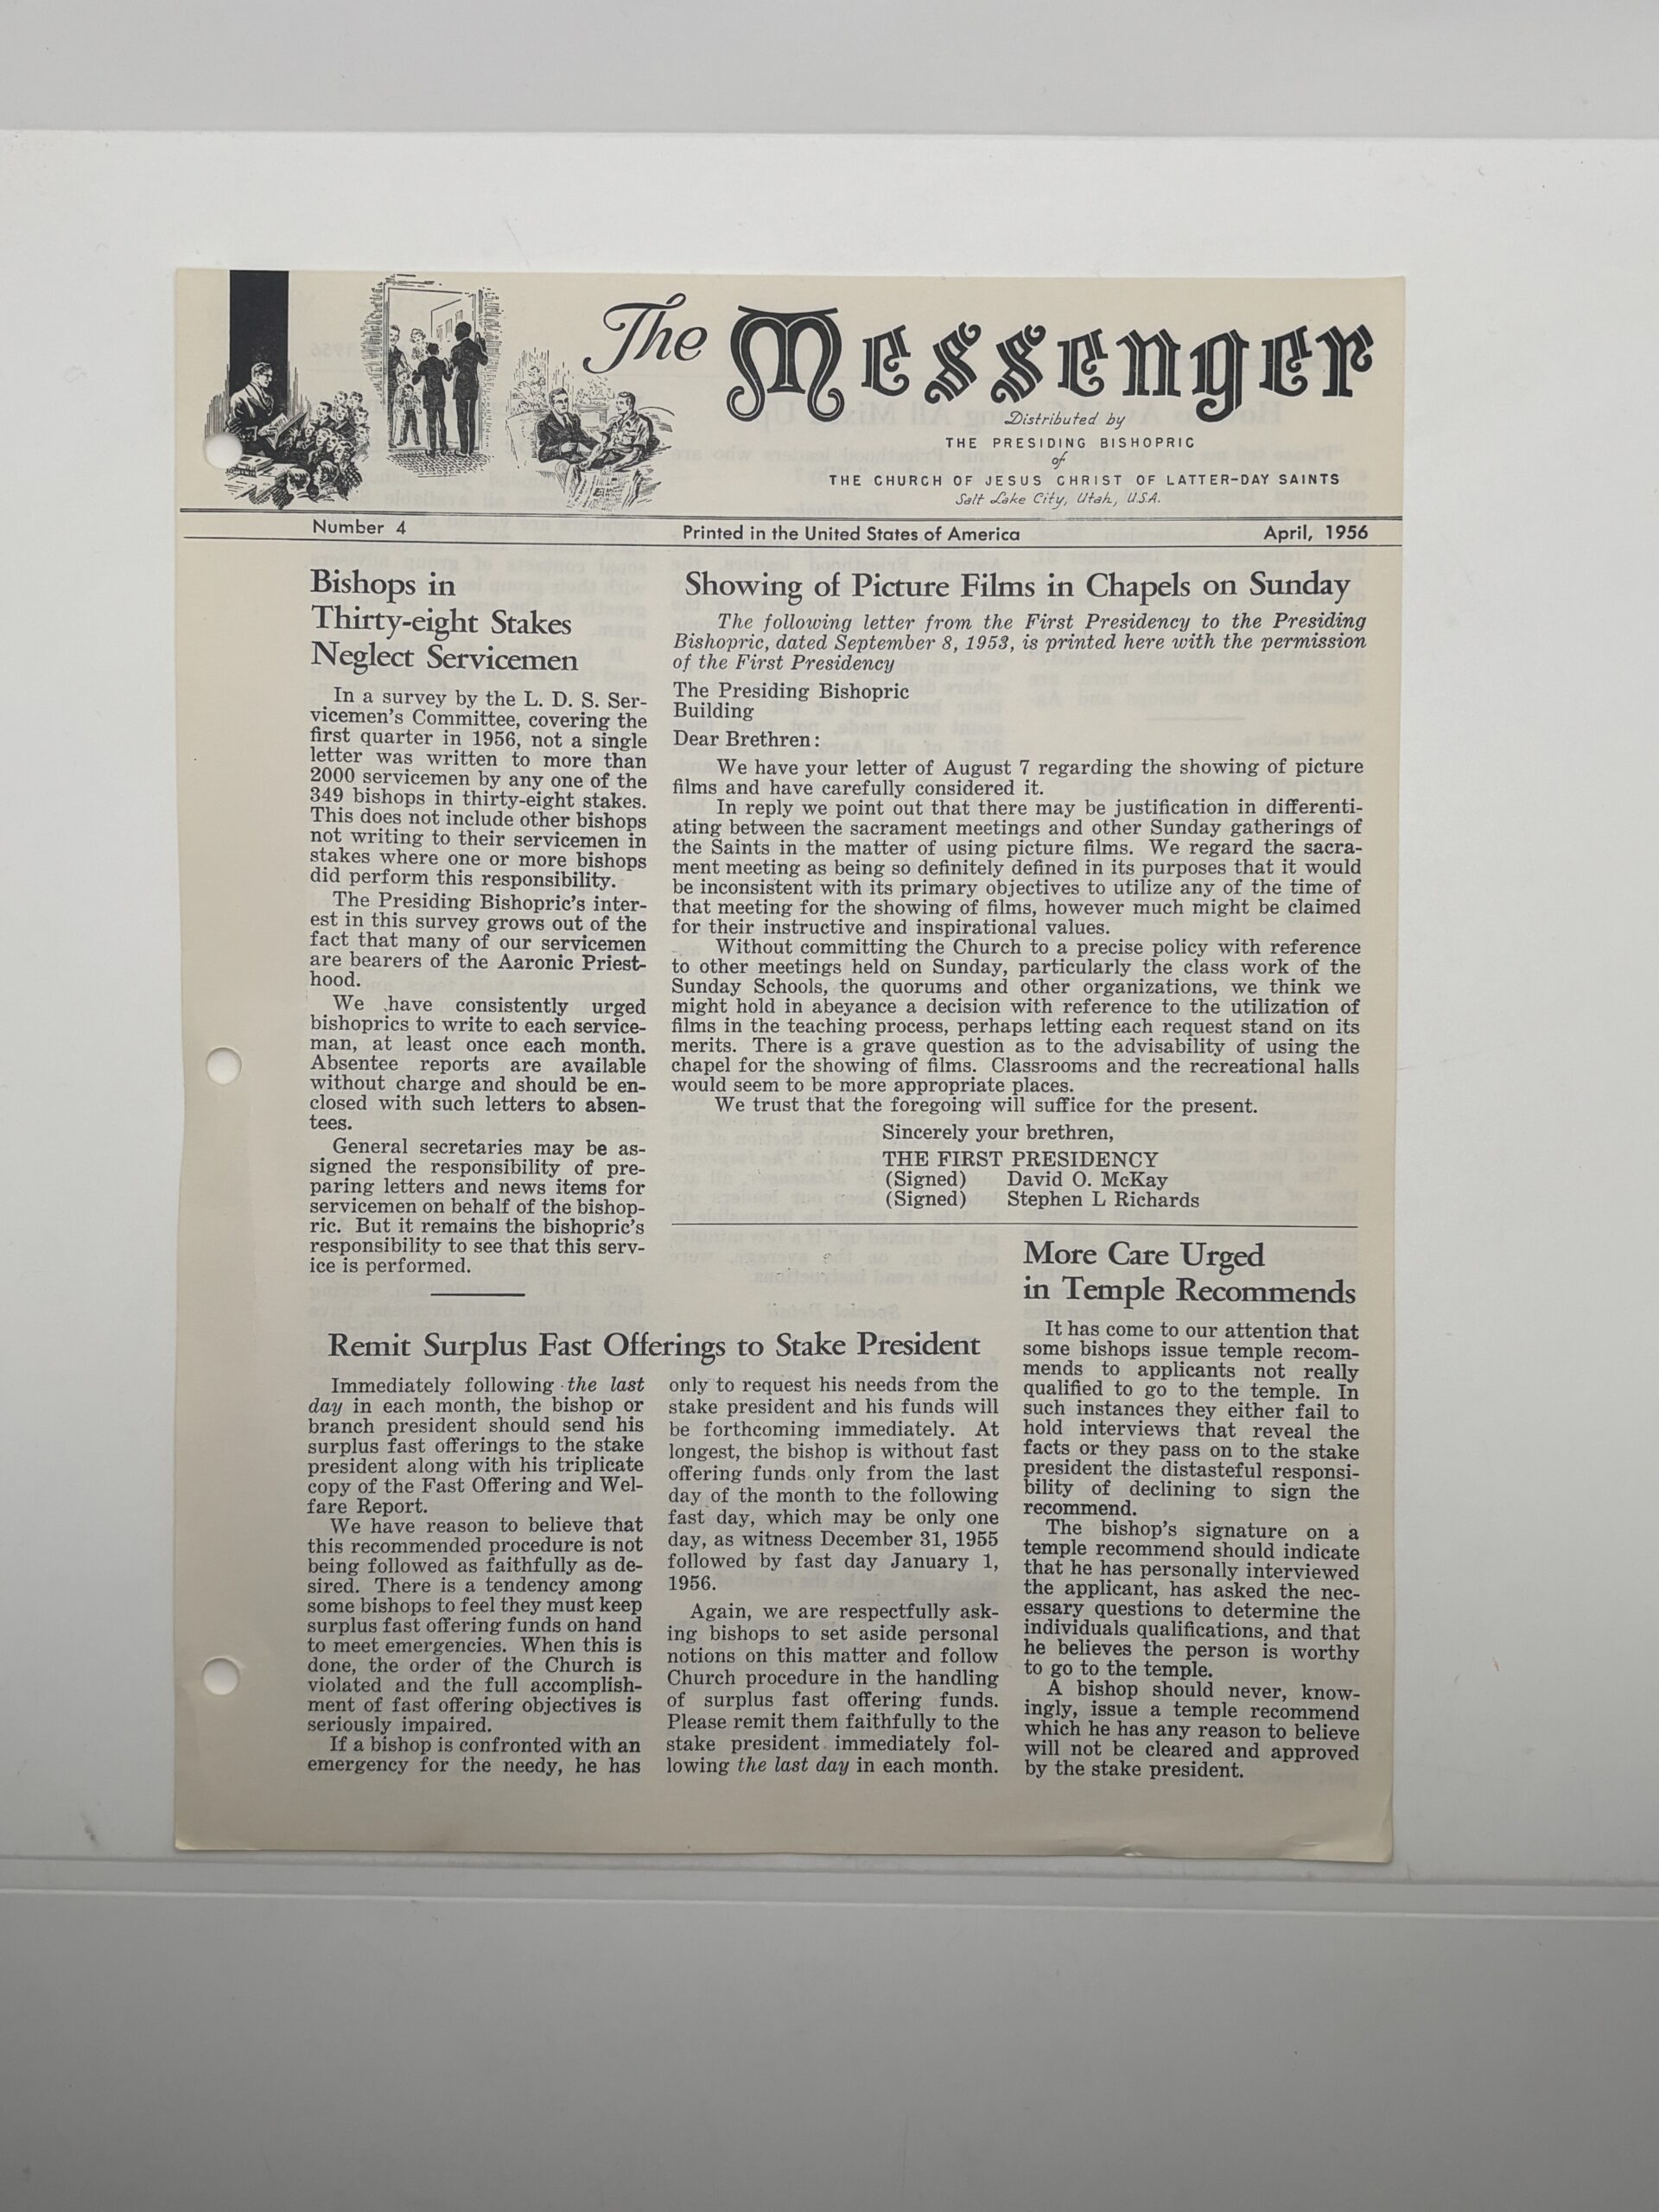 The Messenger
Distributed by
THE PRESIDING BISHOPRIC
of
THE CHURCH OF JESUS CHRIST OF LATTER-DAY SAINTS
Salt Lake City, Utah, U.S.A.
Number 4 Printed in the United States of America April, 1956
Bishops in
Thirty-eight Stakes
Neglect Servicemen
In a survey by the L. D. S. Ser-
vicemen's Committee, covering the
first quarter in 1956, not a single
letter was written to more than
2000 servicemen by any one of the
349 bishops in thirty-eight stakes.
This does not include other bishops
not writing to their servicemen in
stakes where one or more bishops
did perform this responsibility.
The Presiding Bishopric's inter-
est in this survey grows out of the
fact that many of our servicemen
are bearers of the Aaronic Priest-
hood.
We have consistently urged
bishoprics to write to each service-
man, at least once each month.
Absentee reports are available
without charge and should be en-
closed with such letters to absen-
tees.
General secretaries may be as-
signed the responsibility of pre-
paring letters and news items for
servicemen on behalf of the bishop-
ric. But it remains the bishopric's
responsibility to see that this serv-
ice is performed.
Showing of Picture Films in Chapels on Sunday
The following letter from the First Presidency to the Presiding
Bishopric, dated September 8, 1953, is printed here with the permission
of the First Presidency
The Presiding Bishopric
Building
Dear Brethren:
We have your letter of August 7 regarding the showing of picture
films and have carefully considered it.
In reply we point out that there may be justification in differenti-
ating between the sacrament meetings and other Sunday gatherings of
the Saints in the matter of using picture films. We regard the sacra-
ment meeting as being so definitely defined in its purposes that it would
be inconsistent with its primary objectives to utilize any of the time of
that meeting for the showing of films, however much might be claimed
for their instructive and inspirational values.
Without committing the Church to a precise policy with reference
to other meetings held on Sunday, particularly the class work of the
Sunday Schools, the quorums and other organizations, we think we
might hold in abeyance a decision with reference to the utilization of
films in the teaching process, perhaps letting each request stand on its
merits. There is a grave question as to the advisability of using the
chapel for the showing of films. Classrooms and the recreational halls
would seem to be more appropriate places.
We trust that the foregoing will suffice for the present.
Sincerely your brethren,
THE FIRST PRESIDENCY
(Signed) David O. McKay
(Signed) Stephen L Richards
Remit Surplus Fast Offerings to Stake President
Immediately following the last
day in each month, the bishop or
branch president should send his
surplus fast offerings to the stake
president along with his triplicate
copy of the Fast Offering and Wel-
fare Report.
We have reason to believe that
this recommended procedure is not
being followed as faithfully as de-
sired. There is a tendency among
some bishops to feel they must keep
surplus fast offering funds on hand
to meet emergencies. When this is
done, the order of the Church is
violated and the full accomplish-
ment of fast offering objectives is
seriously impaired.
If a bishop is confronted with an
emergency for the needy, he has
only to request his needs from the
stake president and his funds will
be forthcoming immediately. At
longest, the bishop is without fast
offering funds only from the last
day of the month to the following
fast day, which may be only one
day, as witness December 31, 1955
followed by fast day January 1,
1956.
Again, we are respectfully ask-
ing bishops to set aside personal
notions on this matter and follow
Church procedure in the handling
of surplus fast offering funds.
Please remit them faithfully to the
stake president immediately fol-
lowing the last day in each month.
More Care Urged
in Temple Recommends
It has come to our attention that
some bishops issue temple recom-
mends to applicants not really
qualified to go to the temple. In
such instances they either fail to
hold interviews that reveal the
facts or they pass on to the stake
president the distasteful responsi-
bility of declining to sign the
recommend.
The bishop's signature on a
temple recommend should indicate
that he has personally interviewed
the applicant, has asked the nec-
essary questions to determine the
individuals qualifications, and that
he believes the person is worthy
to go to the temple.
A bishop should never, know-
ingly, issue a temple recommend
which he has any reason to believe
will not be cleared and approved
by the stake president.